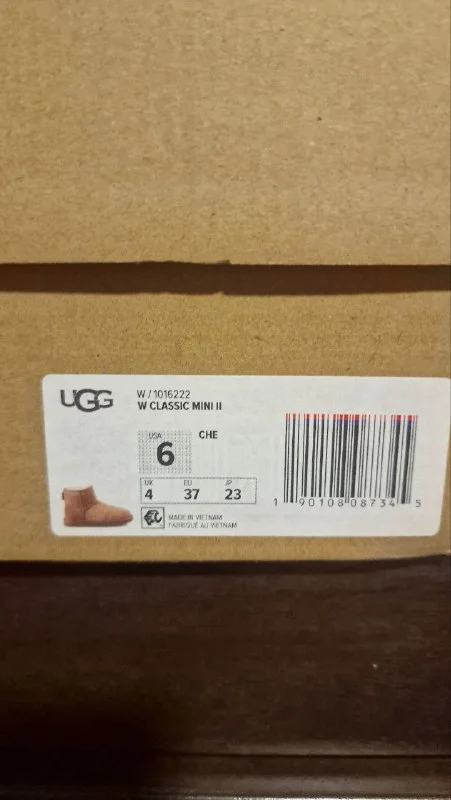 UGG
W / 1016222
W CLASSIC MINI II
USA
6
CHE
UK EU JP
4 37 23
1 90108 08734 5
MADE IN VIETNAM
FABRIQUÉ AU VIETNAM